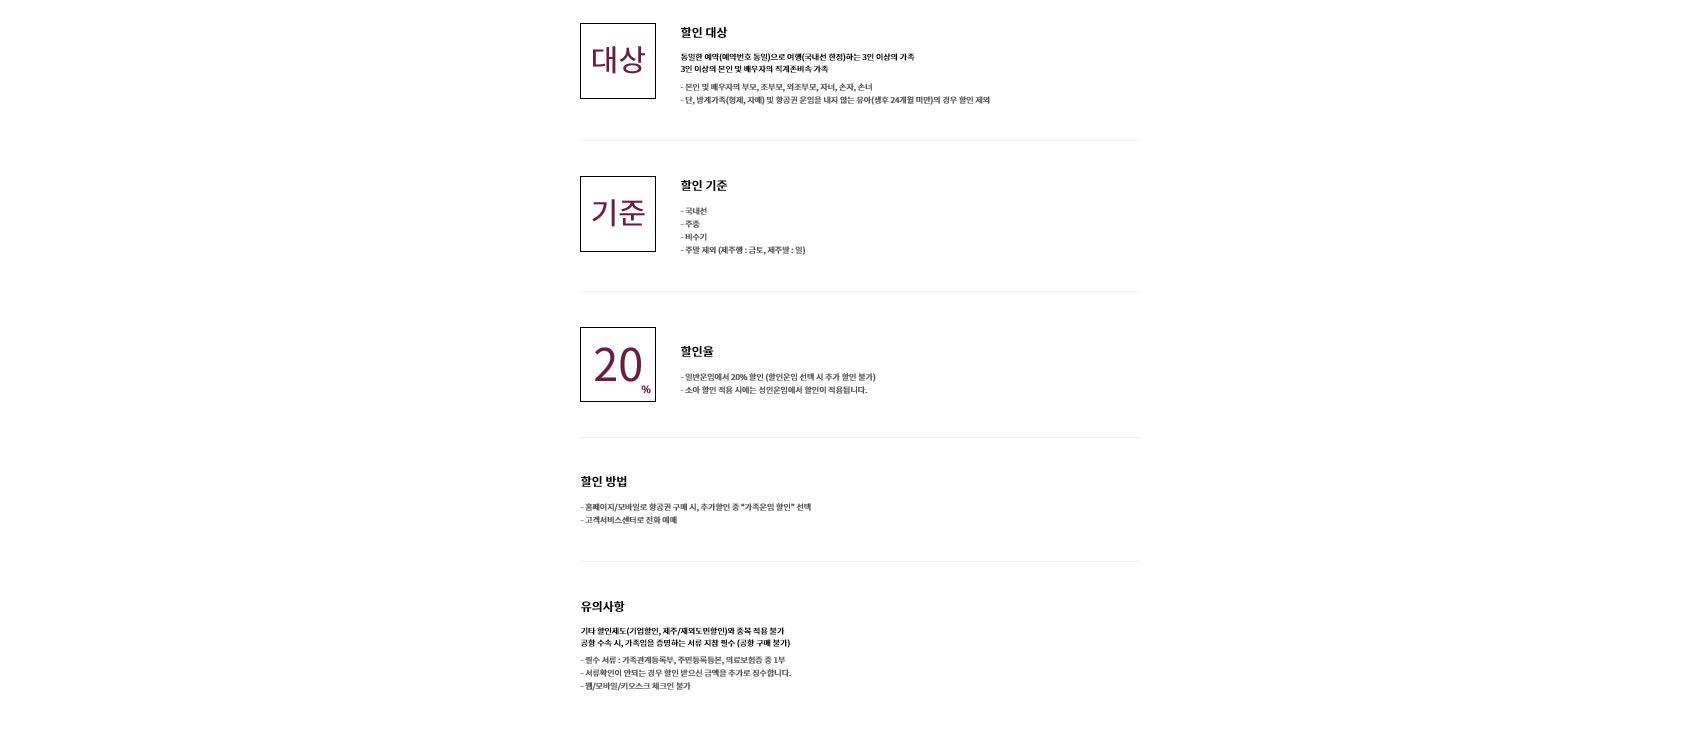 대상
할인 대상
동일한 예약(예약번호 동일)으로 여행(국내선 한정)하는 3인 이상의 가족
3인 이상의 본인 및 배우자의 직계존비속 가족
- 본인 및 배우자의 부모, 조부모, 외조부모, 자녀, 손자, 손녀
- 단, 방계가족(형제, 자매) 및 항공권 운임을 내지 않는 유아(생후 24개월 미만)의 경우 할인 제외
기준
할인 기준
- 국내선
- 주중
- 비수기
- 주말 제외 (제주행 : 금토, 제주발 : 일)
20%
할인율
- 일반운임에서 20% 할인 (할인운임 선택 시 추가 할인 불가)
- 소아 할인 적용 시에는 성인운임에서 할인이 적용됩니다.
할인 방법
- 홈페이지/모바일로 항공권 구매 시, 추가할인 중 "가족운임 할인" 선택
- 고객서비스센터로 전화 예매
유의사항
기타 할인제도(기업할인, 제주/재외도민할인)와 중복 적용 불가
공항 수속 시, 가족임을 증명하는 서류 지참 필수 (공항 구매 불가)
- 필수 서류 : 가족관계등록부, 주민등록등본, 의료보험증 중 1부
- 서류확인이 안되는 경우 할인 받으신 금액을 추가로 징수합니다.
- 웹/모바일/키오스크 체크인 불가